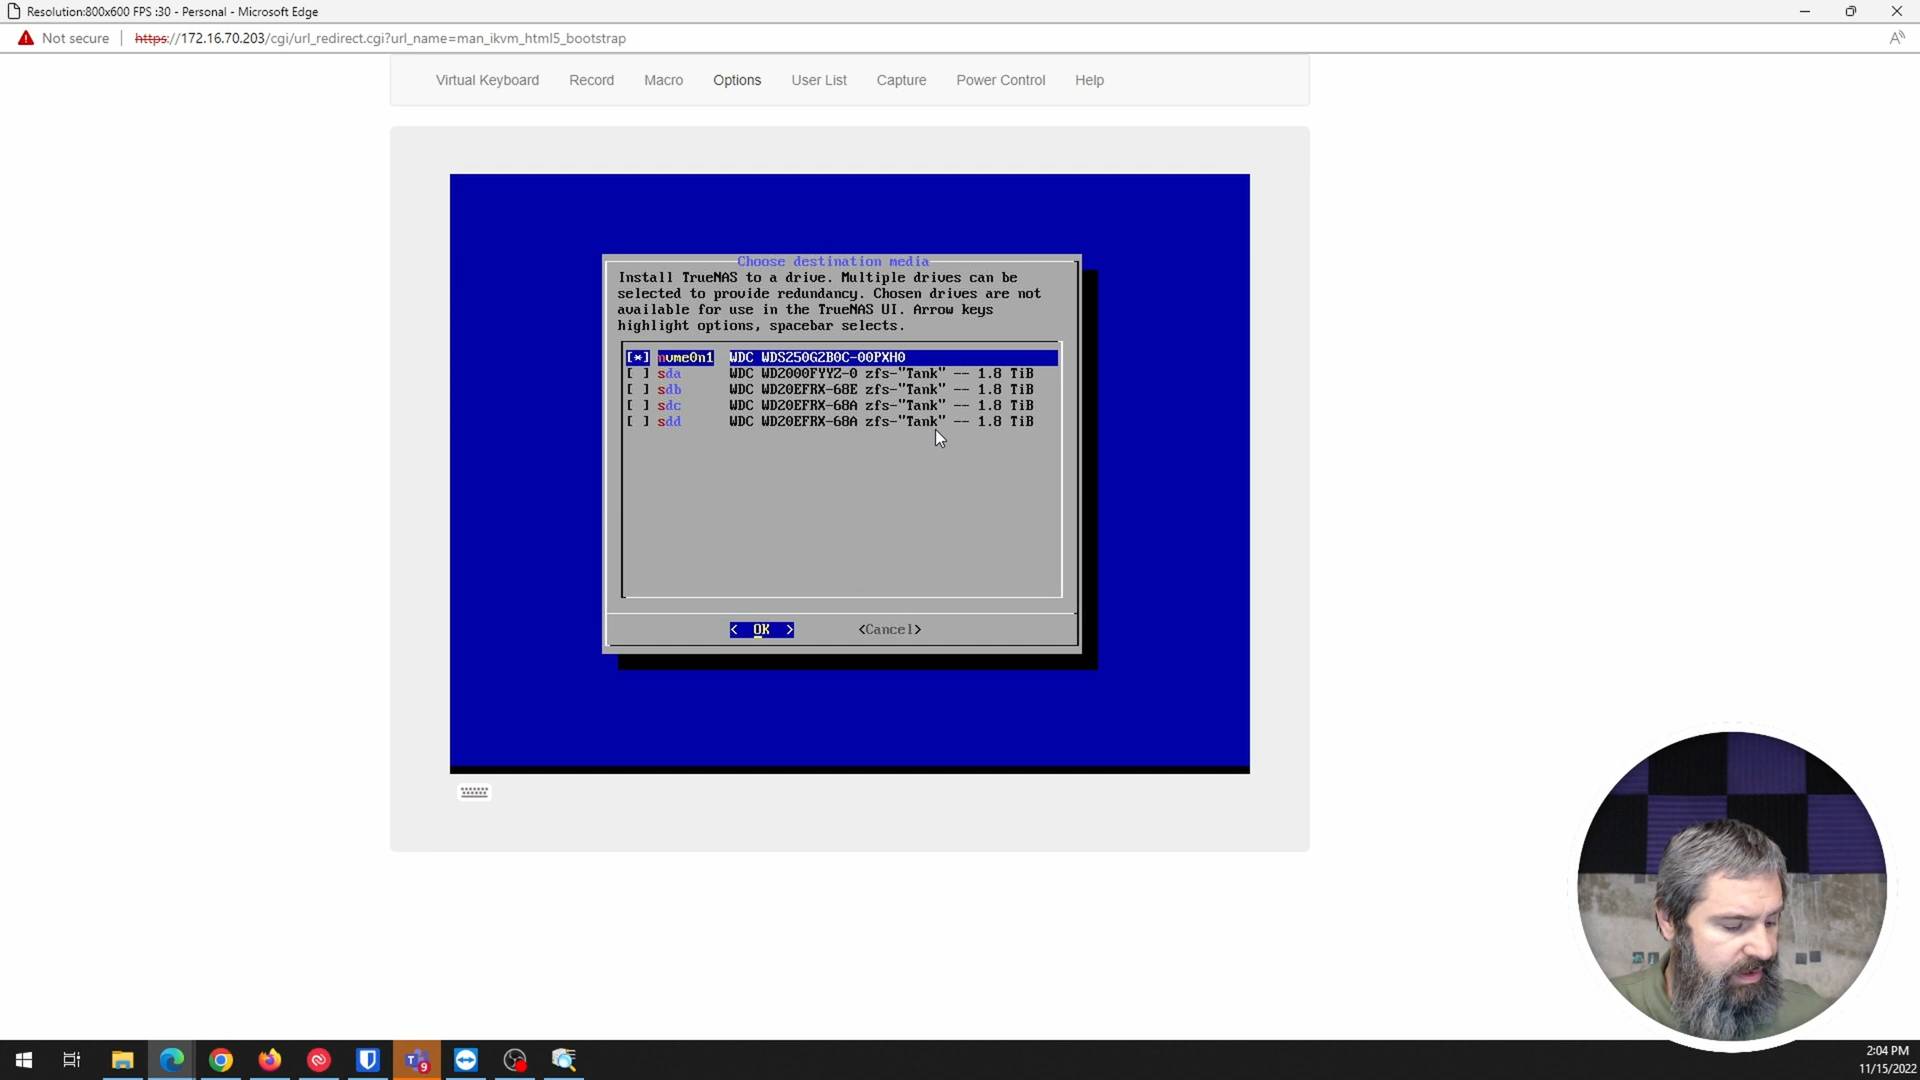 Resolution:800x600 FPS :30 - Personal - Microsoft Edge
Not secure | https://172.16.70.203/cgi/url_redirect.cgi?url_name=man_ikvm_html5_bootstrap
Virtual Keyboard Record Macro Options User List Capture Power Control Help
Choose destination media
Install TrueNAS to a drive. Multiple drives can be
selected to provide redundancy. Chosen drives are not
available for use in the TrueNAS UI. Arrow keys
highlight options, spacebar selects.
[*] nvme0n1 WDC WDS250G2B0C-00PXH0
[ ] sda WDC WD2000FYYZ-0 zfs-"Tank" -- 1.8 TiB
[ ] sdb WDC WD20EFRX-68E zfs-"Tank" -- 1.8 TiB
[ ] sdc WDC WD20EFRX-68A zfs-"Tank" -- 1.8 TiB
[ ] sdd WDC WD20EFRX-68A zfs-"Tank" -- 1.8 TiB
< OK > <Cancel>
9
2:04 PM
11/15/2022